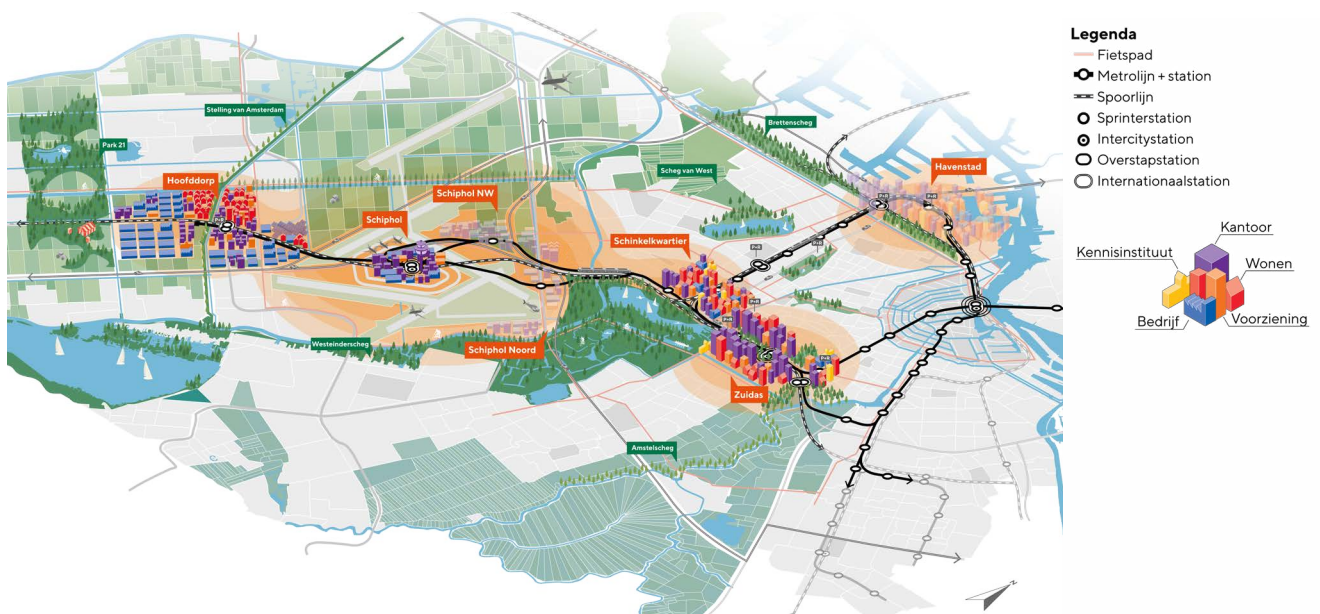 Stelling van Amsterdam
Park 21
Hoofddorp
Schiphol
Schiphol NW
Schinkelkwartier
Scheg van West
Brettenscheg
Havenstad
Westeinderscheg
Schiphol Noord
Zuidas
Amstelscheg
P+R
P+R
P+R
P+R
P+R
P+R
P+R
P+R
N
Legenda
Fietspad
Metrolijn + station
Spoorlijn
Sprinterstation
Intercitystation
Overstapstation
Internationaalstation
Kantoor
Kennisinstituut
Wonen
Bedrijf
Voorziening